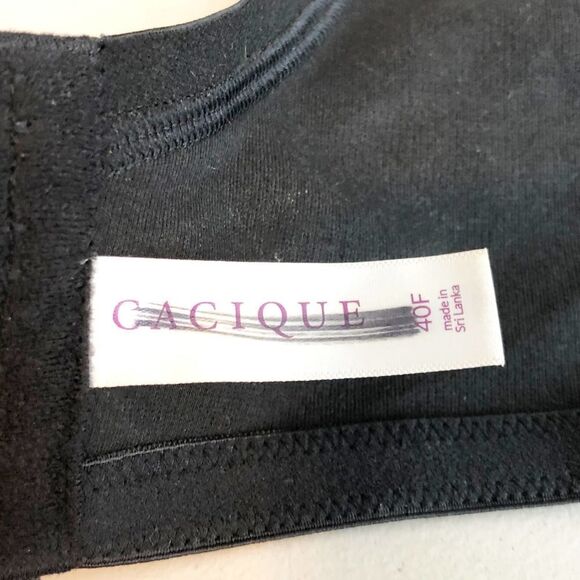 CACIQUE
40F
made in
Sri Lanka